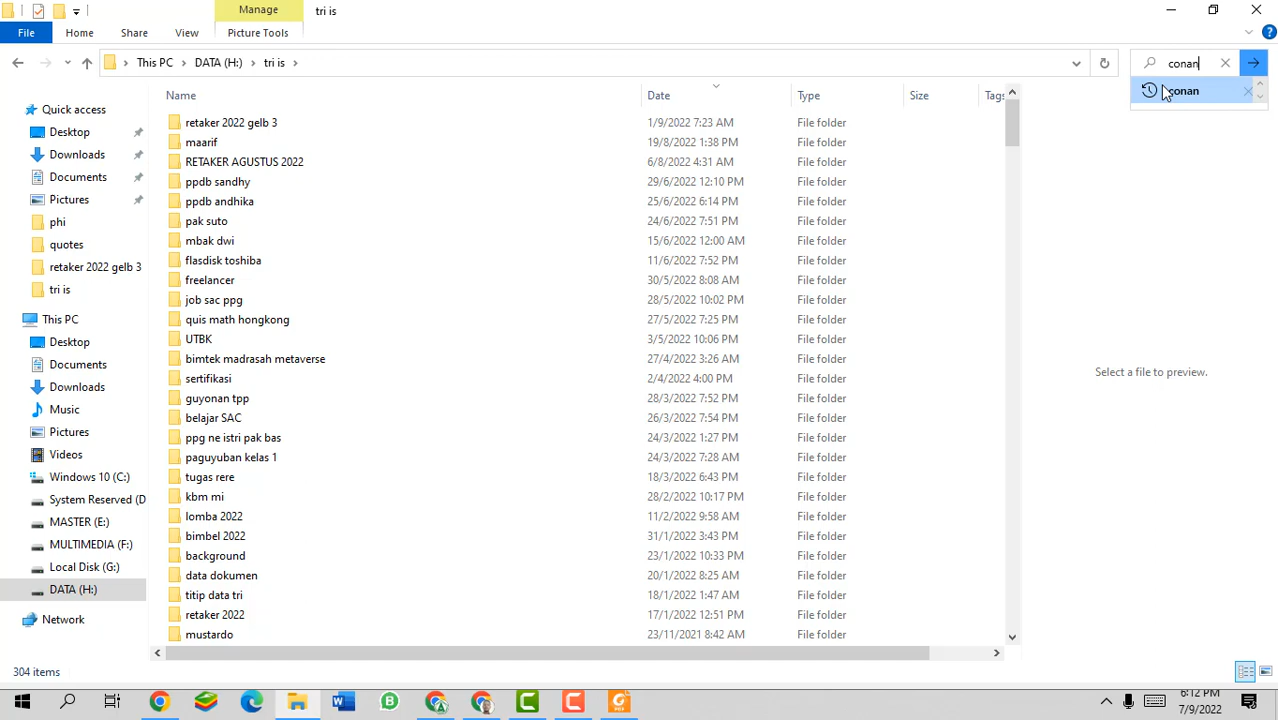 Manage
tri is
File
Home
Share
View
Picture Tools
This PC
DATA (H:)
tri is
conan
conan
Quick access
Desktop
Downloads
Documents
Pictures
phi
quotes
retaker 2022 gelb 3
tri is
This PC
Desktop
Documents
Downloads
Music
Pictures
Videos
Windows 10 (C:)
System Reserved (D
MASTER (E:)
MULTIMEDIA (F:)
Local Disk (G:)
DATA (H:)
Network
Name Date Type Size Tags
retaker 2022 gelb 3 1/9/2022 7:23 AM File folder
maarif 19/8/2022 1:38 PM File folder
RETAKER AGUSTUS 2022 6/8/2022 4:31 AM File folder
ppdb sandhy 29/6/2022 12:10 PM File folder
ppdb andhika 25/6/2022 6:14 PM File folder
pak suto 24/6/2022 7:51 PM File folder
mbak dwi 15/6/2022 12:00 AM File folder
flasdisk toshiba 11/6/2022 7:52 PM File folder
freelancer 30/5/2022 8:08 AM File folder
job sac ppg 28/5/2022 10:02 PM File folder
quis math hongkong 27/5/2022 7:25 PM File folder
UTBK 3/5/2022 10:06 PM File folder
bimtek madrasah metaverse 27/4/2022 3:26 AM File folder
sertifikasi 2/4/2022 4:00 PM File folder
guyonan tpp 28/3/2022 7:52 PM File folder
belajar SAC 26/3/2022 7:54 PM File folder
ppg ne istri pak bas 24/3/2022 1:27 PM File folder
paguyuban kelas 1 24/3/2022 7:28 AM File folder
tugas rere 18/3/2022 6:43 PM File folder
kbm mi 28/2/2022 10:17 PM File folder
lomba 2022 11/2/2022 9:58 AM File folder
bimbel 2022 31/1/2022 3:43 PM File folder
background 23/1/2022 10:33 PM File folder
data dokumen 20/1/2022 8:25 AM File folder
titip data tri 18/1/2022 1:47 AM File folder
retaker 2022 17/1/2022 12:51 PM File folder
mustardo 23/11/2021 8:42 AM File folder
Select a file to preview.
304 items
6:12 PM
7/9/2022